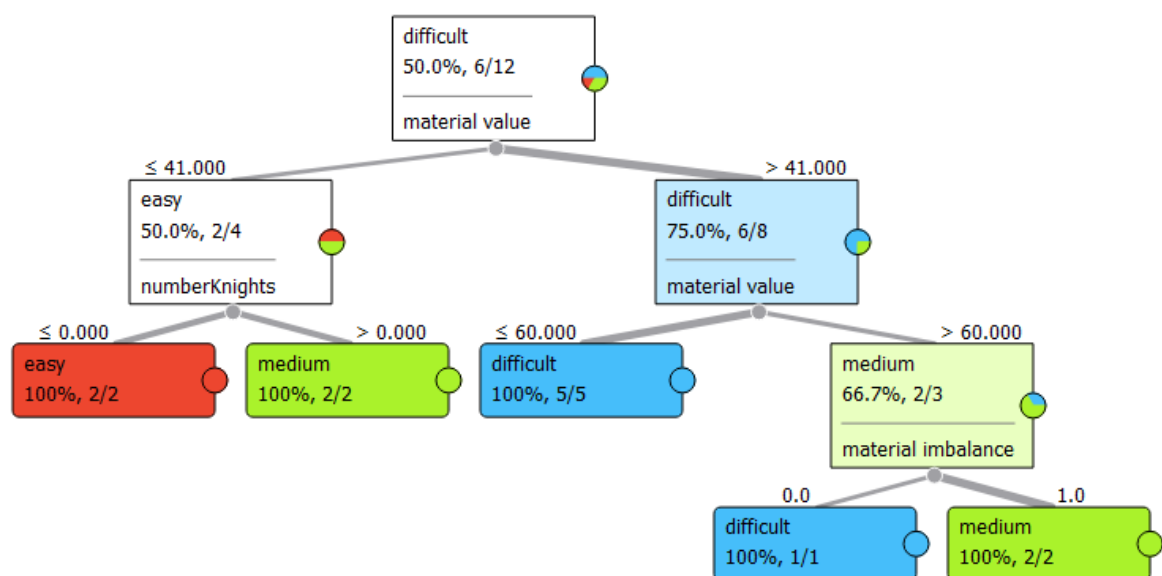 difficult
50.0%, 6/12
material value
≤ 41.000
> 41.000
easy
50.0%, 2/4
numberKnights
difficult
75.0%, 6/8
material value
≤ 0.000
> 0.000
≤ 60.000
> 60.000
easy
100%, 2/2
medium
100%, 2/2
difficult
100%, 5/5
medium
66.7%, 2/3
material imbalance
0.0
1.0
difficult
100%, 1/1
medium
100%, 2/2